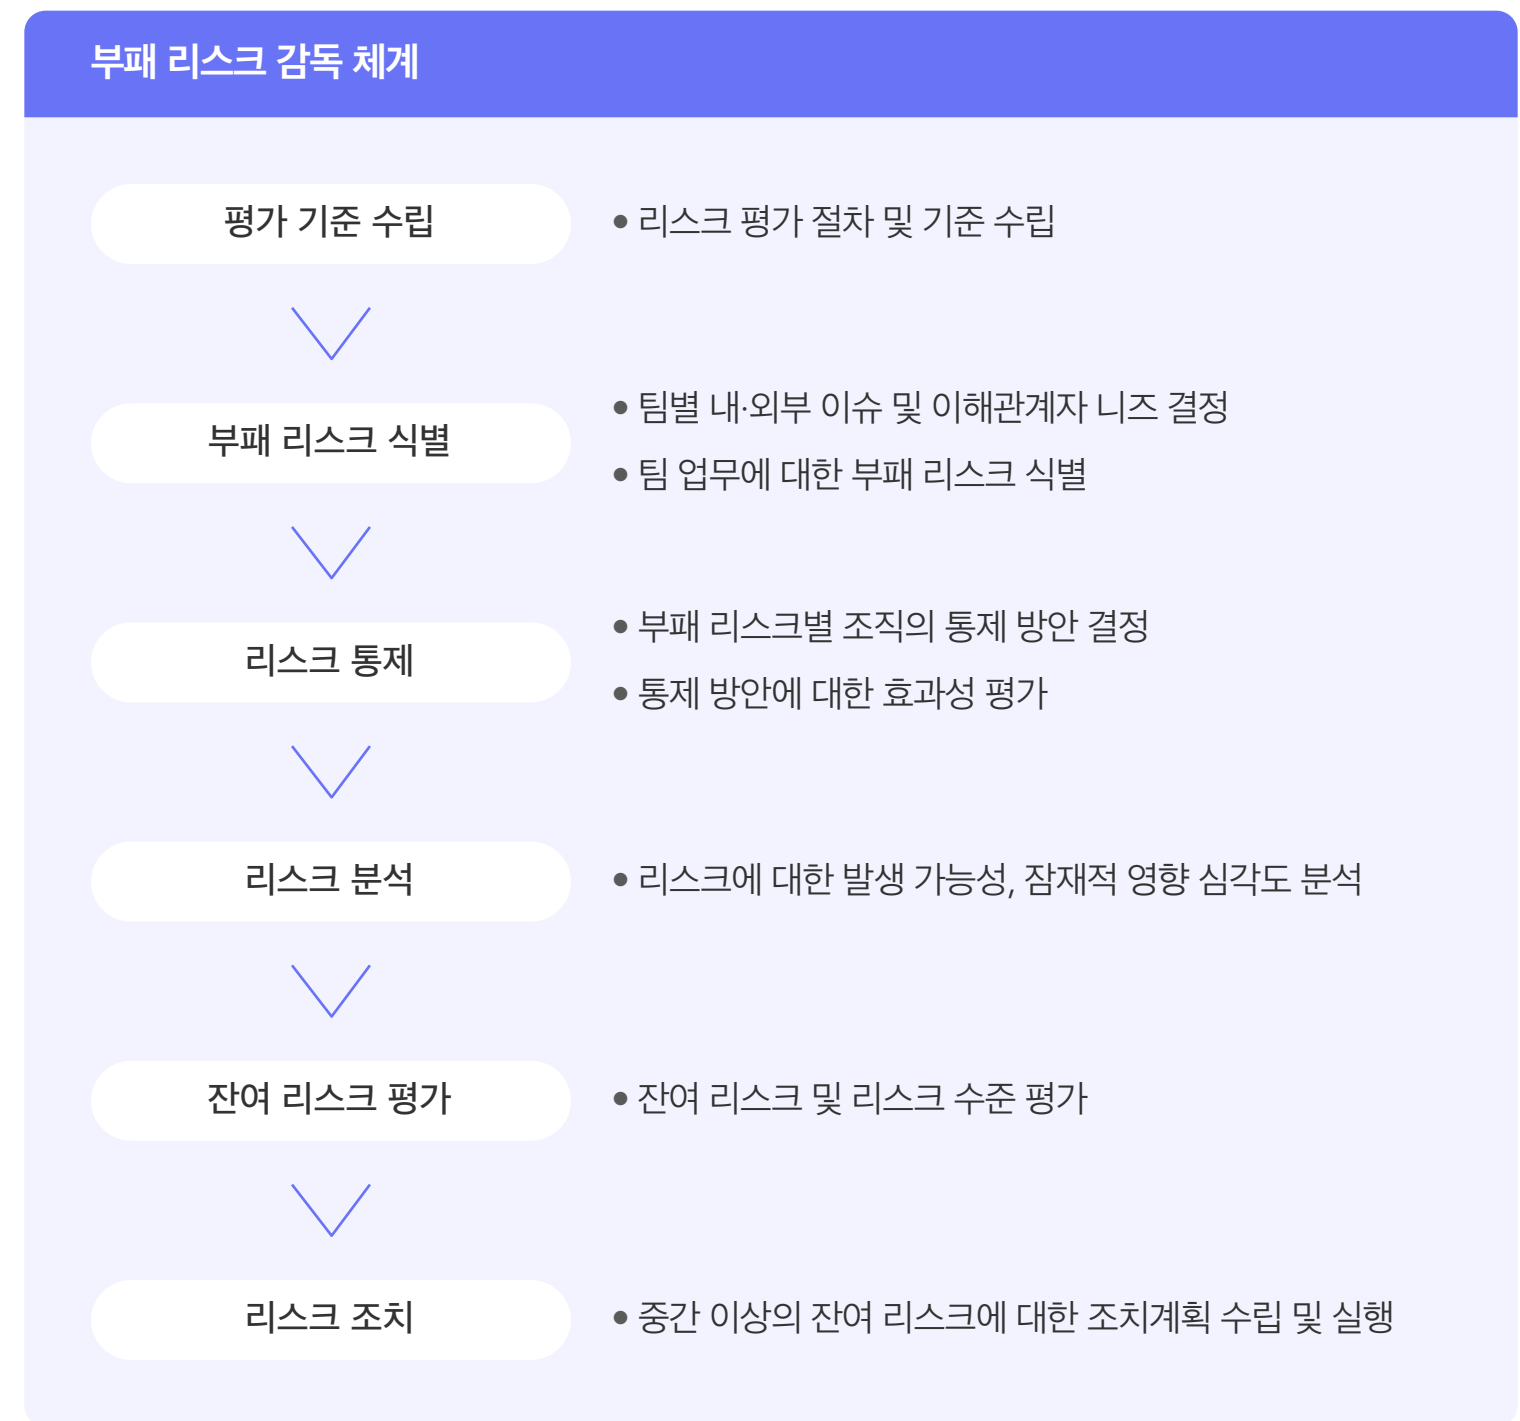 부패 리스크 감독 체계
평가 기준 수립
• 리스크 평가 절차 및 기준 수립
부패 리스크 식별
• 팀별 내·외부 이슈 및 이해관계자 니즈 결정
• 팀 업무에 대한 부패 리스크 식별
리스크 통제
• 부패 리스크별 조직의 통제 방안 결정
• 통제 방안에 대한 효과성 평가
리스크 분석
• 리스크에 대한 발생 가능성, 잠재적 영향 심각도 분석
잔여 리스크 평가
• 잔여 리스크 및 리스크 수준 평가
리스크 조치
• 중간 이상의 잔여 리스크에 대한 조치계획 수립 및 실행